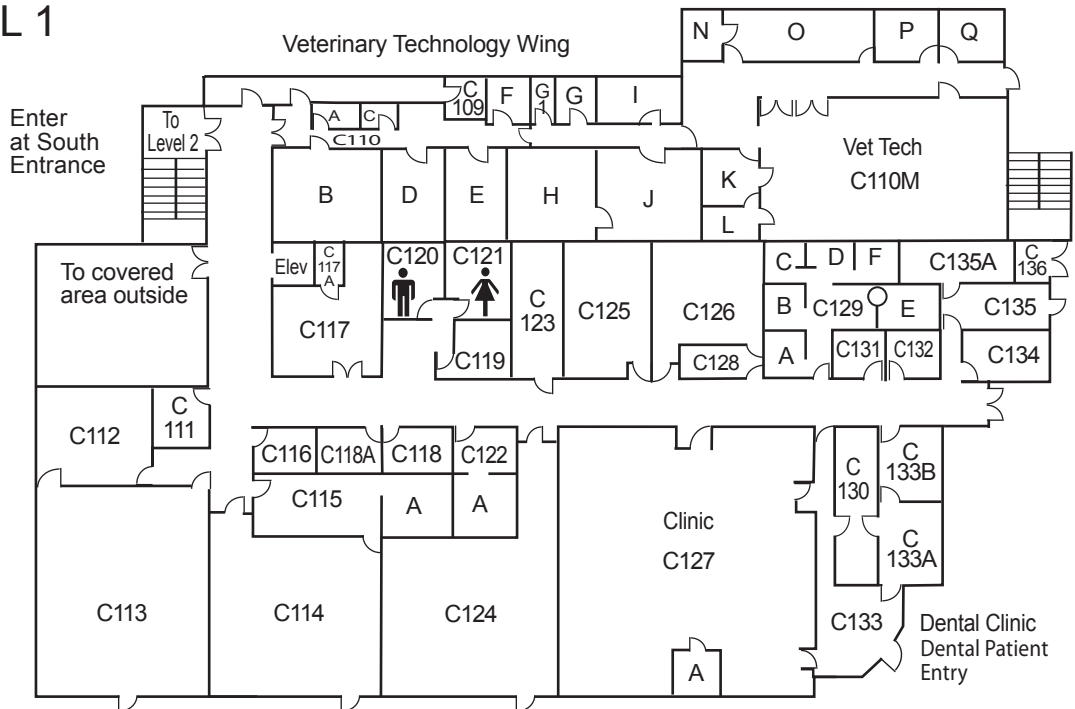 L 1
Veterinary Technology Wing
N
O
P
Q
Enter
at South
Entrance
To
Level 2
A
C
C110
C
109
F
G
1
G
I
Vet Tech
C110M
B
D
E
H
J
K
L
To covered
area outside
Elev
C
117
A
C120
C121
C
123
C125
C126
C
D
F
C135A
C
136
C117
C119
B
C129
E
C135
C128
A
C131
C132
C134
C112
C
111
C116
C118A
C118
C122
C115
A
A
Clinic
C127
C
130
C
133B
C
133A
C113
C114
C124
C133
A
Dental Clinic
Dental Patient
Entry